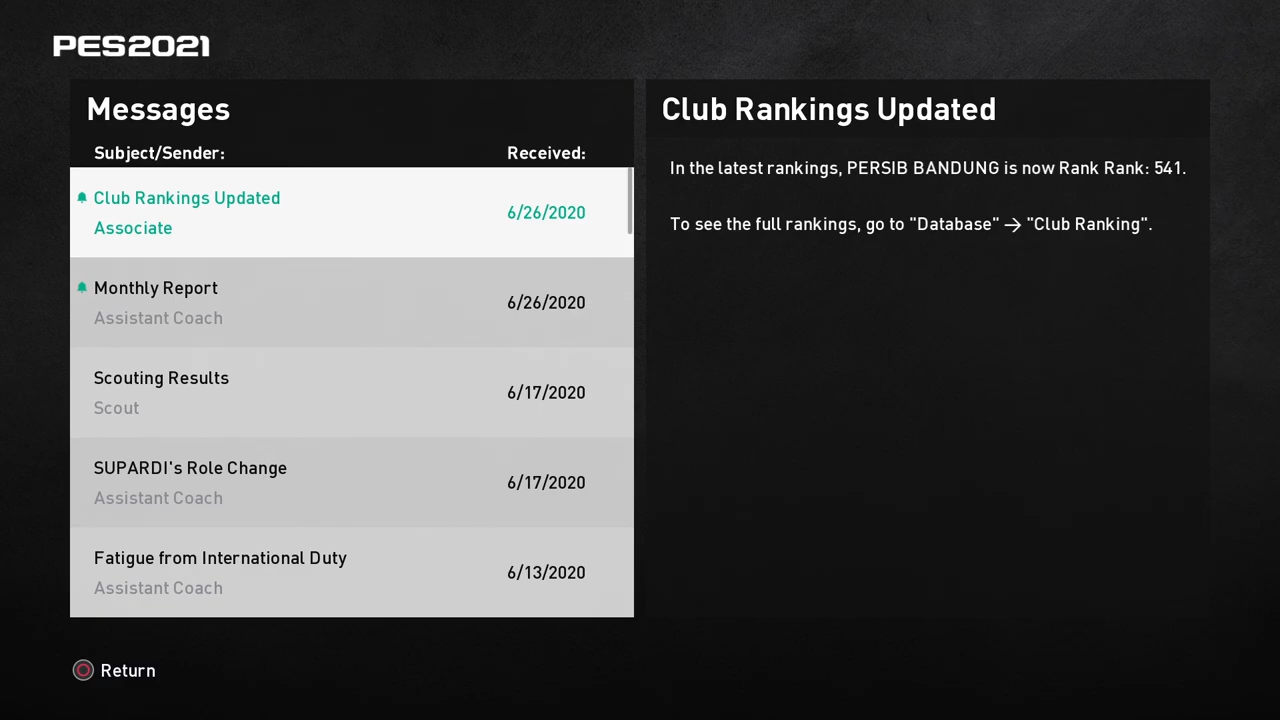 PES2021
Messages
Subject/Sender:
Received:
Club Rankings Updated
Associate
6/26/2020
Monthly Report
Assistant Coach
6/26/2020
Scouting Results
Scout
6/17/2020
SUPARDI's Role Change
Assistant Coach
6/17/2020
Fatigue from International Duty
Assistant Coach
6/13/2020
Club Rankings Updated
In the latest rankings, PERSIB BANDUNG is now Rank Rank: 541.
To see the full rankings, go to "Database" → "Club Ranking".
Return